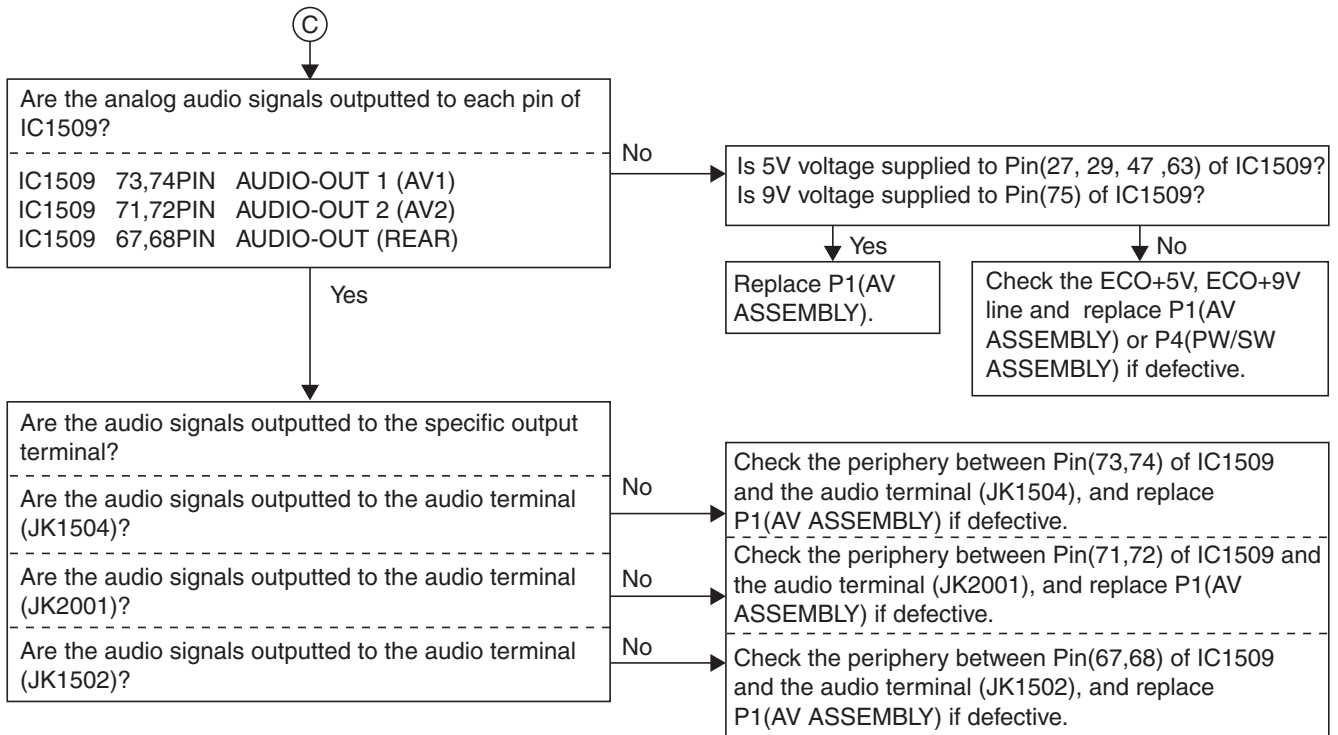 C
Are the analog audio signals outputted to each pin of
IC1509?
IC1509 73,74PIN AUDIO-OUT 1 (AV1)
IC1509 71,72PIN AUDIO-OUT 2 (AV2)
IC1509 67,68PIN AUDIO-OUT (REAR)
No
Is 5V voltage supplied to Pin(27, 29, 47 ,63) of IC1509?
Is 9V voltage supplied to Pin(75) of IC1509?
Yes
Replace P1(AV
ASSEMBLY).
No
Check the ECO+5V, ECO+9V
line and replace P1(AV
ASSEMBLY) or P4(PW/SW
ASSEMBLY) if defective.
Yes
Are the audio signals outputted to the specific output
terminal?
Are the audio signals outputted to the audio terminal
(JK1504)?
No
Check the periphery between Pin(73,74) of IC1509
and the audio terminal (JK1504), and replace
P1(AV ASSEMBLY) if defective.
Are the audio signals outputted to the audio terminal
(JK2001)?
No
Check the periphery between Pin(71,72) of IC1509 and
the audio terminal (JK2001), and replace P1(AV
ASSEMBLY) if defective.
Are the audio signals outputted to the audio terminal
(JK1502)?
No
Check the periphery between Pin(67,68) of IC1509
and the audio terminal (JK1502), and replace
P1(AV ASSEMBLY) if defective.